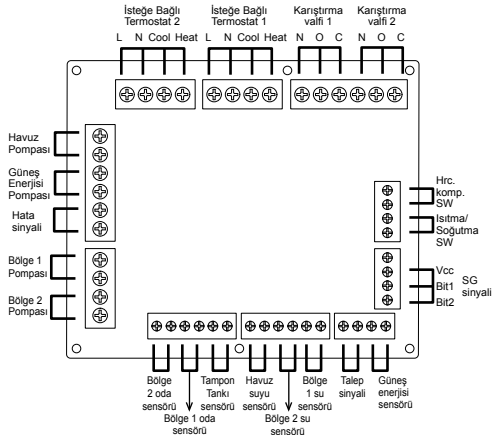 İsteğe Bağlı
Termostat 2
İsteğe Bağlı
Termostat 1
Karıştırma
valfi 1
Karıştırma
valfi 2
L N Cool Heat
L N Cool Heat
N O C
N O C
Havuz
Pompası
Güneş
Enerjisi
Pompası
Hata
sinyali
Bölge 1
Pompası
Bölge 2
Pompası
Hrc.
komp.
SW
Isıtma/
Soğutma
SW
Vcc
Bit1
Bit2
SG
sinyali
Bölge
2 oda
sensörü
Bölge 1 oda
sensörü
Tampon
Tankı
sensörü
Havuz
suyu
sensörü
Bölge 2 su
sensörü
Bölge
1 su
sensörü
Talep
sinyali
Güneş
enerjisi
sensörü